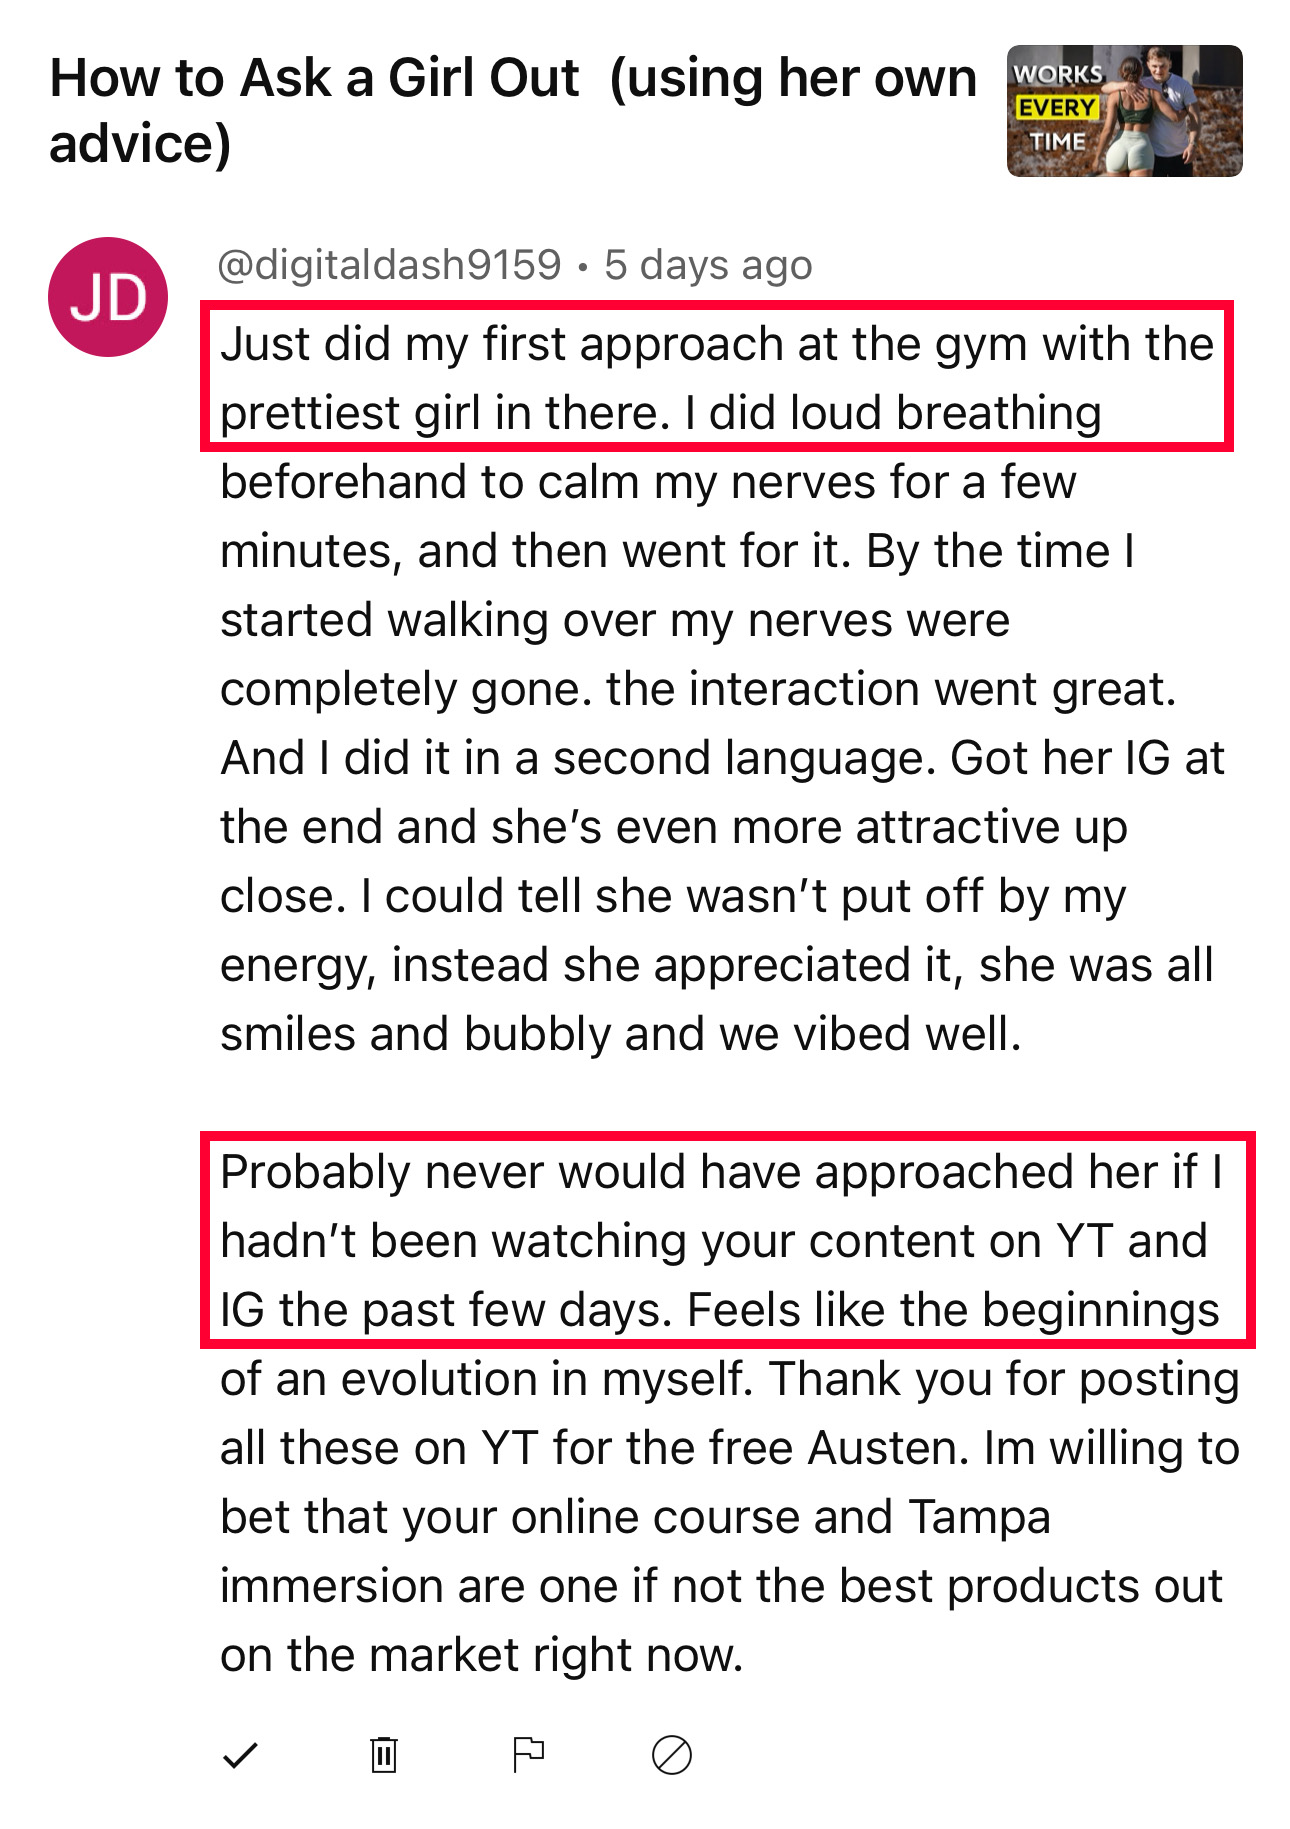 How to Ask a Girl Out  (using her own
advice)
WORKS
EVERY
TIME
JD
@digitaldash9159 • 5 days ago
Just did my first approach at the gym with the
prettiest girl in there. I did loud breathing
beforehand to calm my nerves for a few
minutes, and then went for it. By the time I
started walking over my nerves were
completely gone. the interaction went great.
And I did it in a second language. Got her IG at
the end and she’s even more attractive up
close. I could tell she wasn’t put off by my
energy, instead she appreciated it, she was all
smiles and bubbly and we vibed well.
Probably never would have approached her if I
hadn’t been watching your content on YT and
IG the past few days. Feels like the beginnings
of an evolution in myself. Thank you for posting
all these on YT for the free Austen. Im willing to
bet that your online course and Tampa
immersion are one if not the best products out
on the market right now.